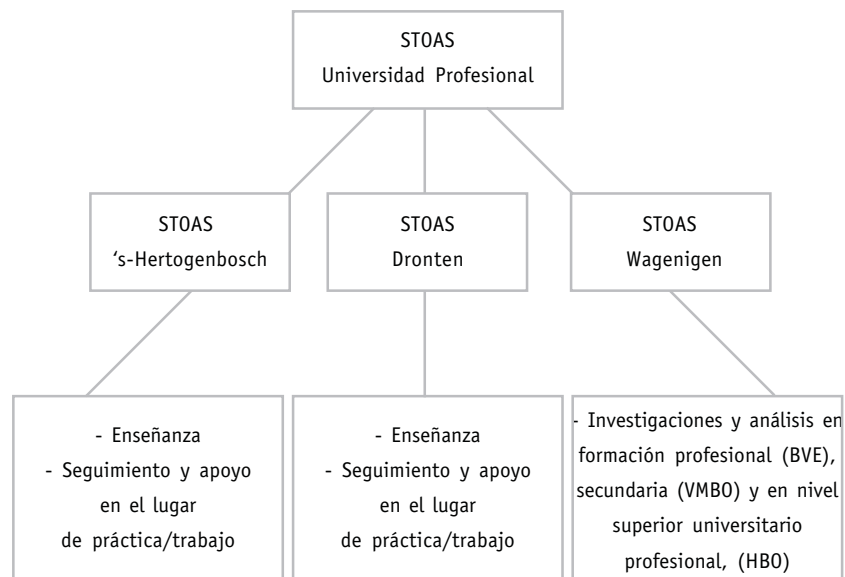 STOAS
Universidad Profesional
STOAS
‘s-Hertogenbosch
STOAS
Dronten
STOAS
Wagenigen
- Enseñanza
- Seguimiento y apoyo
en el lugar
de práctica/trabajo
- Enseñanza
- Seguimiento y apoyo
en el lugar
de práctica/trabajo
- Investigaciones y análisis en
formación profesional (BVE),
secundaria (VMBO) y en nivel
superior universitario
profesional, (HBO)